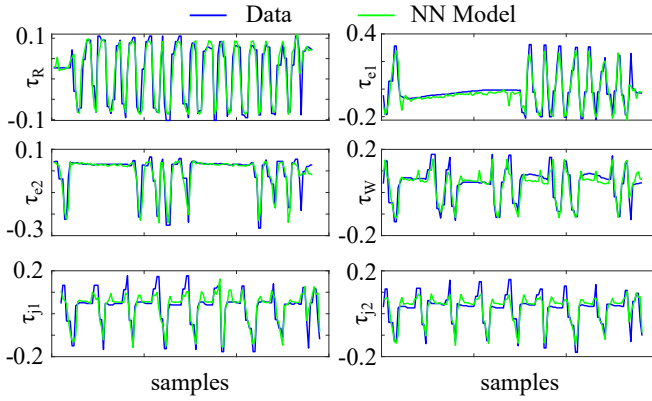 Data NN Model
0.1 0.4
τR τe1
-0.1 -0.2
0.1 0.2
τe2 τW
-0.3 -0.2
0.2 0.2
τj1 τj2
-0.2 -0.2
samples samples